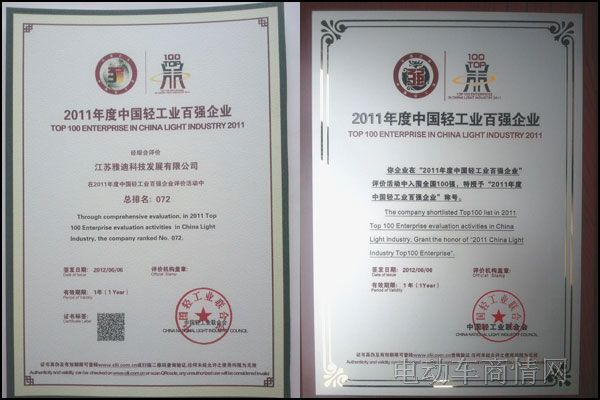 100
TOP
2011年度中国轻工业百强企业
TOP 100 ENTERPRISE IN CHINA LIGHT INDUSTRY 2011
经综合评价
江苏雅迪科技发展有限公司
在2011年度中国轻工业百强企业评价活动中
总排名：072
Through comprehensive evaluation, in 2011 Top
100 Enterprise evaluation activities in China Light
Industry, the company ranked No. 072.
签发日期： 2012/06/06 评价机构盖章：
Date of Issue Official Stamp
有效期限： 1年（1Year）
Period of Validity
证书标签：
Certificate Label
中国轻工业联合会
CHINA NATIONAL LIGHT INDUSTRY COUNCIL
100
TOP
2011年度中国轻工业百强企业
TOP 100 ENTERPRISE IN CHINA LIGHT INDUSTRY 2011
你企业在“2011年度中国轻工业百强企业”
评价活动中入围全国100强，特授予“2011年度
中国轻工业百强企业”称号。
The company shortlisted Top100 list in 2011
Top 100 Enterprise evaluation activities in China
Light Industry, Grant the honor of "2011 China Light
Industry Top100 Enterprise".
签发日期： 2012/06/06 评价机构盖章：
Date of Issue Official Stamp
有效期限： 1年（1Year）
Period of Validity
中国轻工业联合会
CHINA NATIONAL LIGHT INDUSTRY COUNCIL
电动车商情网